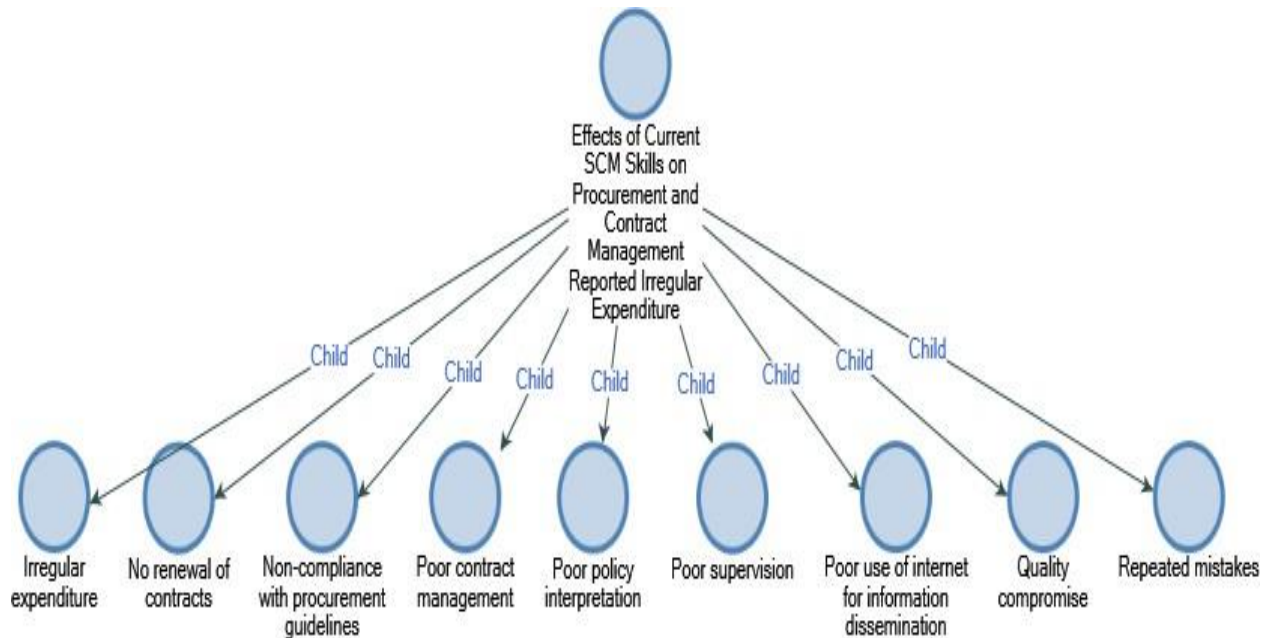 Effects of Current
SCM Skills on
Procurement and
Contract
Management
Reported Irregular
Expenditure
Child
Child
Child
Child
Child
Child
Child
Child
Child
Irregular
expenditure
No renewal of
contracts
Non-compliance
with procurement
guidelines
Poor contract
management
Poor policy
interpretation
Poor supervision
Poor use of internet
for information
dissemination
Quality
compromise
Repeated mistakes